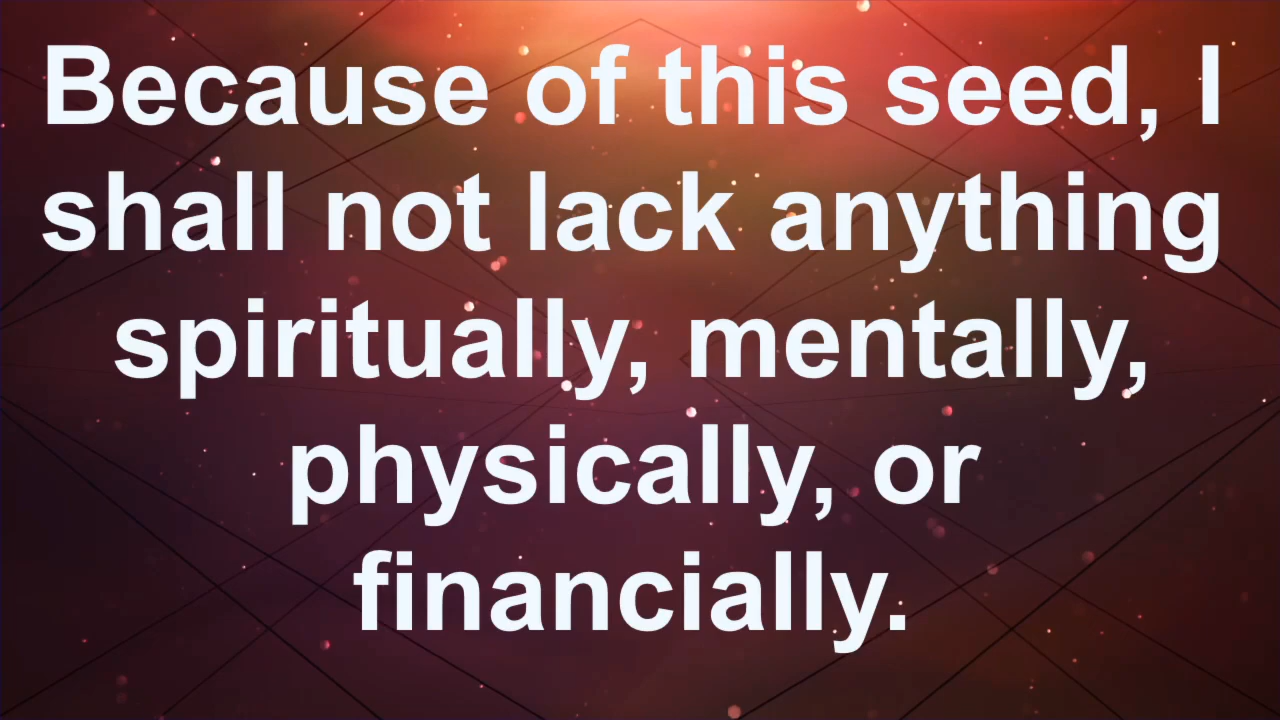 Because of this seed, I
shall not lack anything
spiritually, mentally,
physically, or
financially.